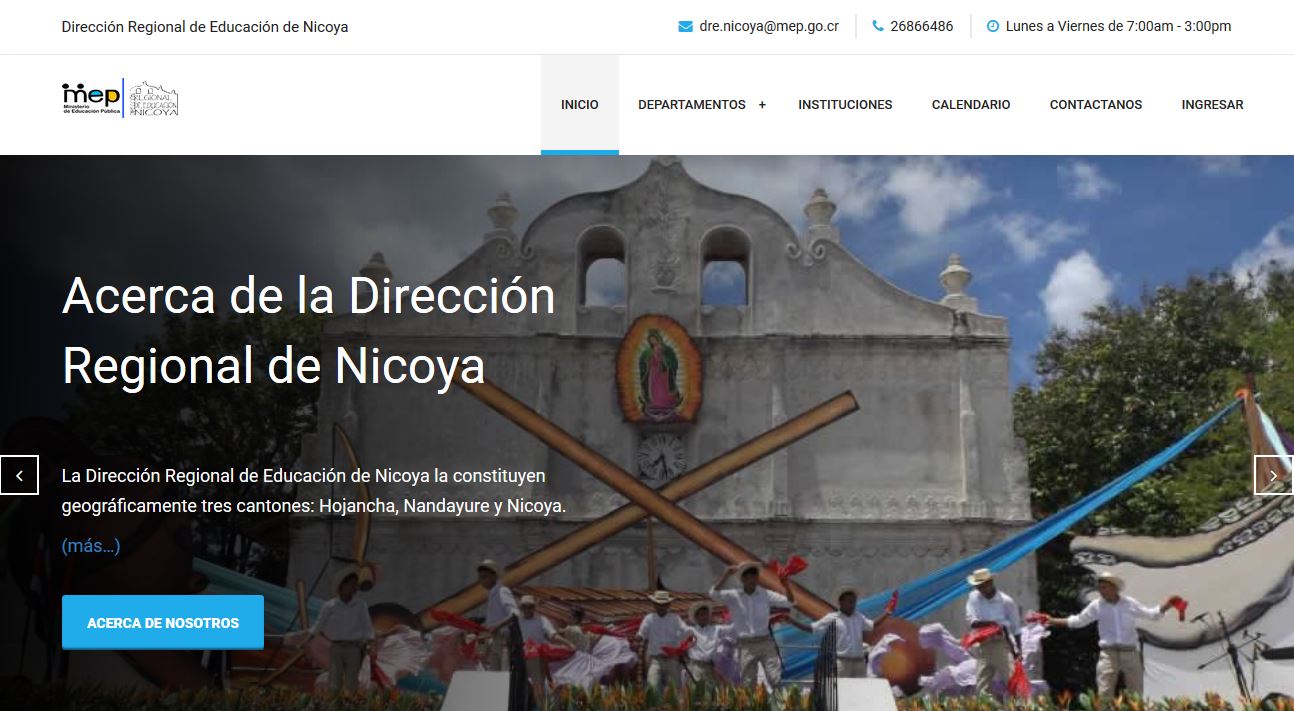 Dirección Regional de Educación de Nicoya
dre.nicoya@mep.go.cr
26866486
Lunes a Viernes de 7:00am - 3:00pm
mep
Ministerio
de Educación Pública
REGIONAL
DE EDUCACIÓN
NICOYA
INICIO
DEPARTAMENTOS +
INSTITUCIONES
CALENDARIO
CONTACTANOS
INGRESAR
Acerca de la Dirección
Regional de Nicoya
La Dirección Regional de Educación de Nicoya la constituyen
geográficamente tres cantones: Hojancha, Nandayure y Nicoya.
(más…)
ACERCA DE NOSOTROS